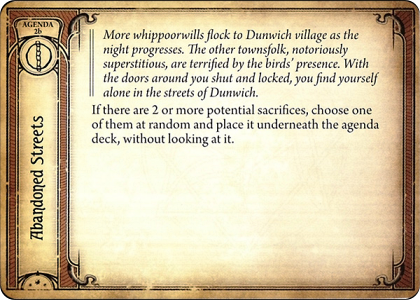 AGENDA
2b
Abandoned Streets
More whippoorwills flock to Dunwich village as the
night progresses. The other townsfolk, notoriously
superstitious, are terrified by the birds' presence. With
the doors around you shut and locked, you find yourself
alone in the streets of Dunwich.
If there are 2 or more potential sacrifices, choose one
of them at random and place it underneath the agenda
deck, without looking at it.